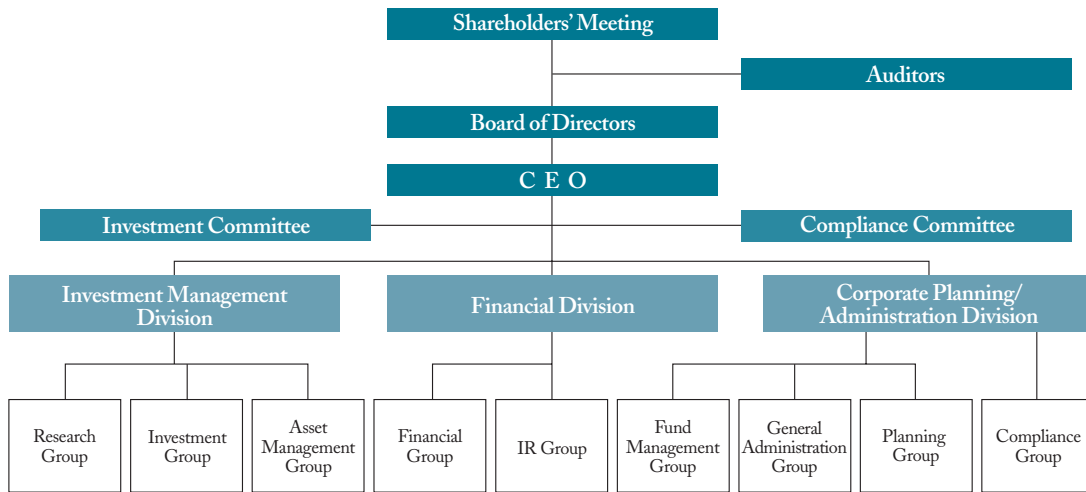 Shareholders' Meeting
Auditors
Board of Directors
C E O
Investment Committee
Compliance Committee
Investment Management
Division
Financial Division
Corporate Planning/
Administration Division
Research
Group
Investment
Group
Asset
Management
Group
Financial
Group
IR Group
Fund
Management
Group
General
Administration
Group
Planning
Group
Compliance
Group